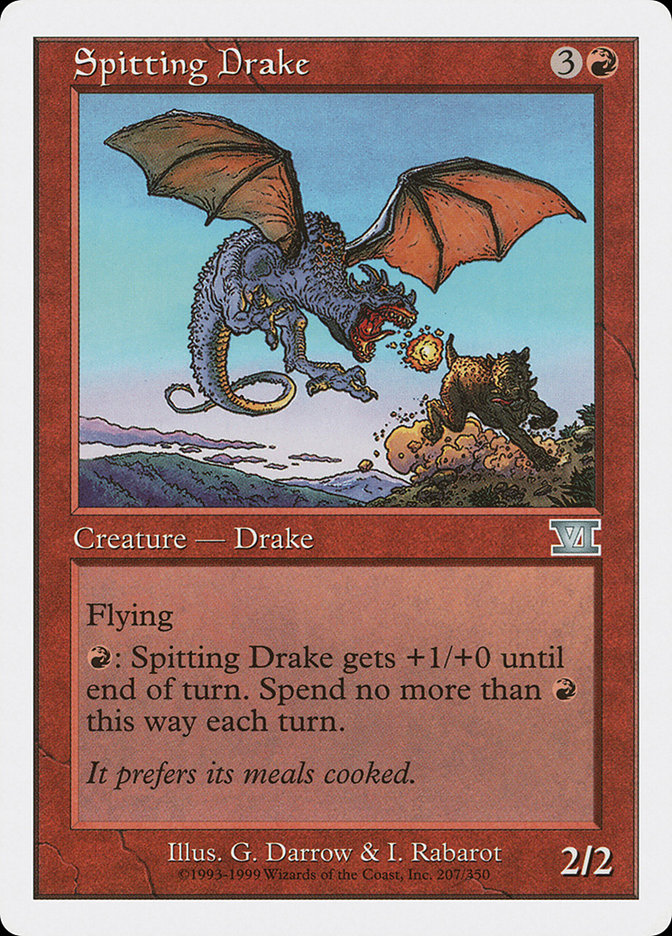 Spitting Drake 3
Creature — Drake VI
Flying
: Spitting Drake gets +1/+0 until
end of turn. Spend no more than
this way each turn.
It prefers its meals cooked.
Illus. G. Darrow & I. Rabarot
©1993-1999 Wizards of the Coast, Inc. 207/350
2/2